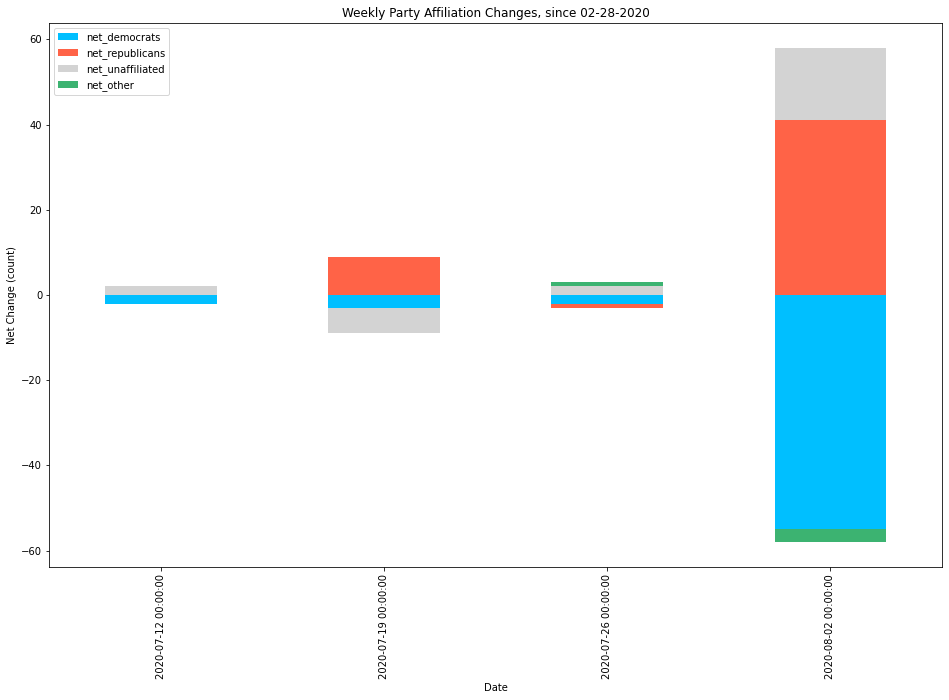 Weekly Party Affiliation Changes, since 02-28-2020
net_democrats
net_republicans
net_unaffiliated
net_other
60
40
20
0
−20
−40
−60
Net Change (count)
2020-07-12 00:00:00
2020-07-19 00:00:00
2020-07-26 00:00:00
2020-08-02 00:00:00
Date